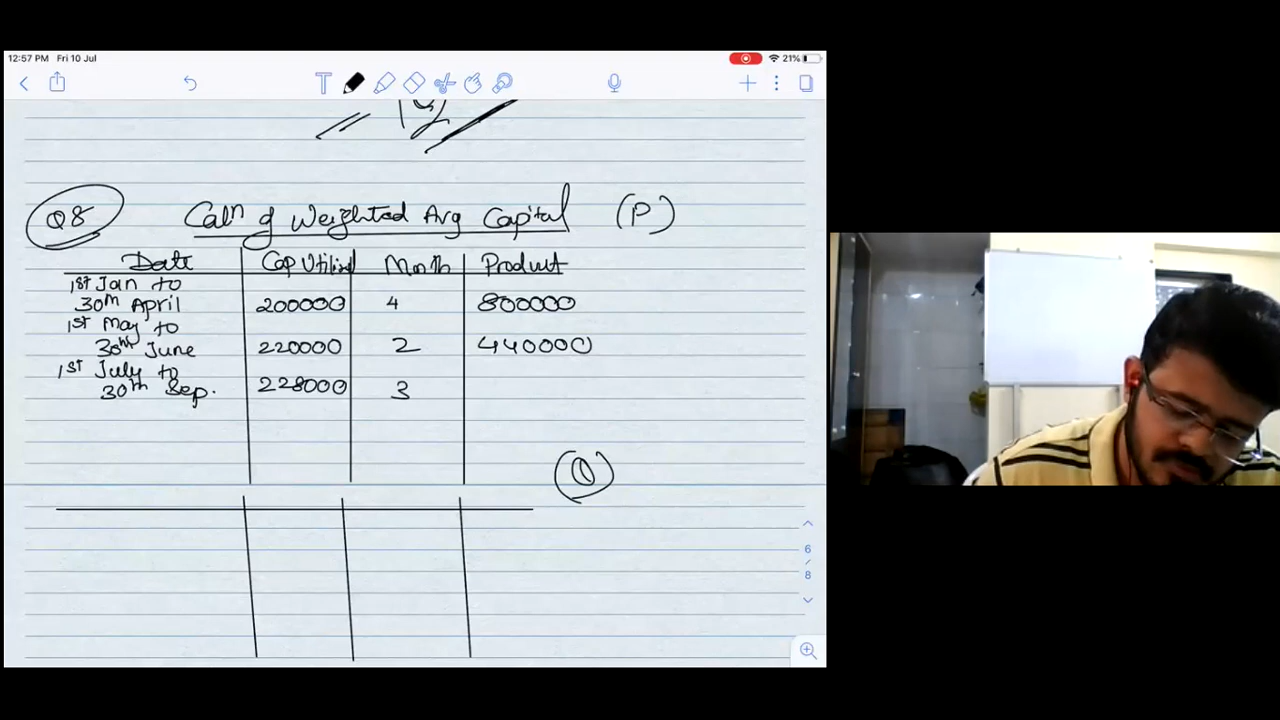 12:57 PM Fri 10 Jul 21%
Q8 Calⁿ of Weighted Avg Capital (P)
Date Cap Utilised Month Product
1st Jan to
30th April 200000 4 800000
1st May to
30th June 220000 2 440000
1st July to
30th Sep. 228000 3
(Q)
6
/
8